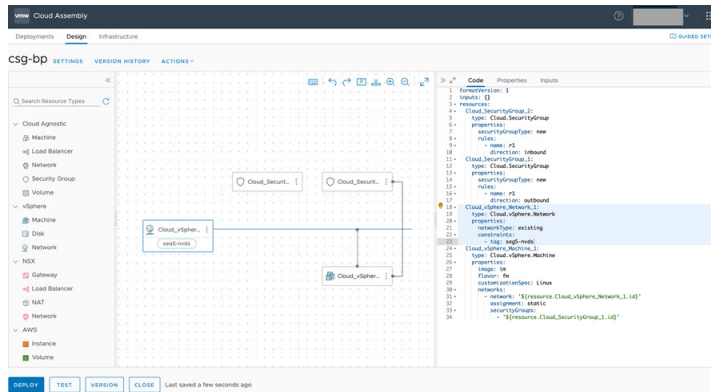 vmw Cloud Assembly
Deployments Design Infrastructure GUIDED SET
csg-bp SETTINGS VERSION HISTORY ACTIONS
Search Resource Types
Cloud Agnostic
Machine
Load Balancer
Network
Security Group
Volume
vSphere
Machine
Disk
Network
NSX
Gateway
Load Balancer
NAT
Network
AWS
Instance
Volume
Cloud_Securit...
Cloud_Securit...
Cloud_vSpher...
seg5-nvds
Cloud_vSpher...
Code Properties Inputs
1 formatVersion: 1
2 inputs: {}
3 resources:
4 Cloud_SecurityGroup_2:
5 type: Cloud.SecurityGroup
6 properties:
7 securityGroupType: new
8 rules:
9 - name: r1
10 direction: inbound
11 Cloud_SecurityGroup_1:
12 type: Cloud.SecurityGroup
13 properties:
14 securityGroupType: new
15 rules:
16 - name: r1
17 direction: outbound
18 Cloud_vSphere_Network_1:
19 type: Cloud.vSphere.Network
20 properties:
21 networkType: existing
22 constraints:
23 - tag: seg5-nvds
24 Cloud_vSphere_Machine_1:
25 type: Cloud.vSphere.Machine
26 properties:
27 image: im
28 flavor: fm
29 customizationSpec: Linux
30 networks:
31 - network: '${resource.Cloud_vSphere_Network_1.id}'
32 assignment: static
33 securityGroups:
34 - '${resource.Cloud_SecurityGroup_1.id}'
DEPLOY TEST VERSION CLOSE Last saved a few seconds ago